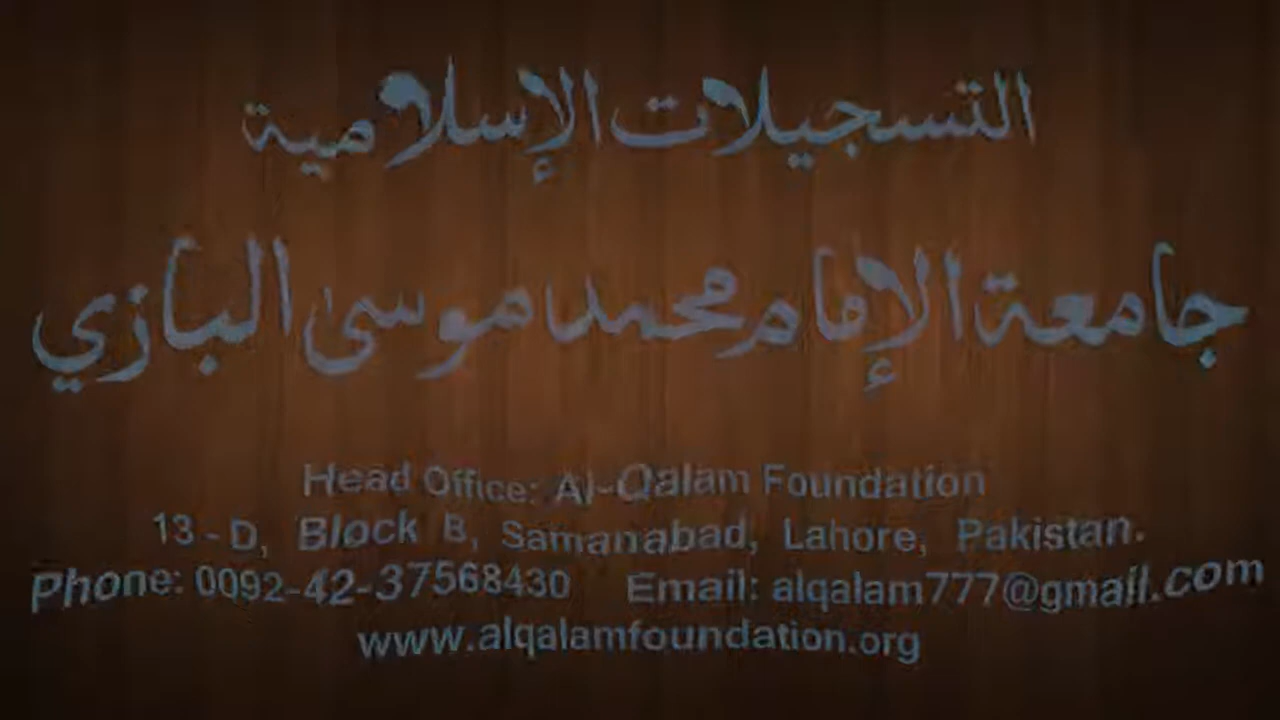 التسجيلات الإسلامية
جامعة الإمام محمد موسىٰ البازي
Head Office: Al-Qalam Foundation
13 - D, Block B, Samanabad, Lahore, Pakistan.
Phone: 0092-42-37568430 Email: alqalam777@gmail.com
www.alqalamfoundation.org